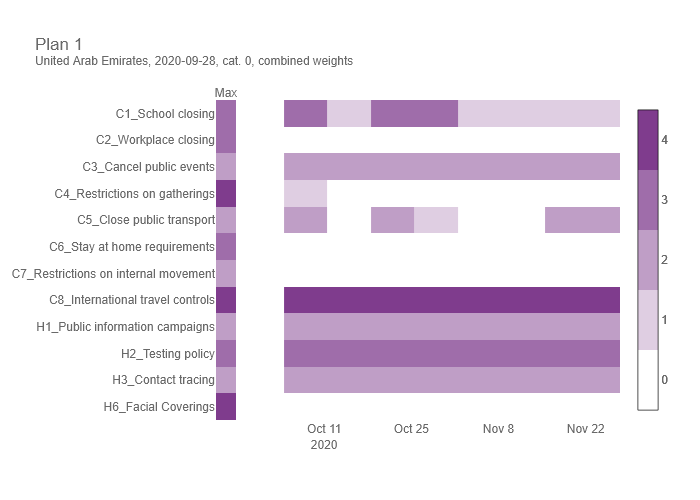 Plan 1
United Arab Emirates, 2020-09-28, cat. 0, combined weights
Max
C1_School closing
C2_Workplace closing
C3_Cancel public events
C4_Restrictions on gatherings
C5_Close public transport
C6_Stay at home requirements
C7_Restrictions on internal movement
C8_International travel controls
H1_Public information campaigns
H2_Testing policy
H3_Contact tracing
H6_Facial Coverings
4
3
2
1
0
Oct 11 Oct 25 Nov 8 Nov 22
2020